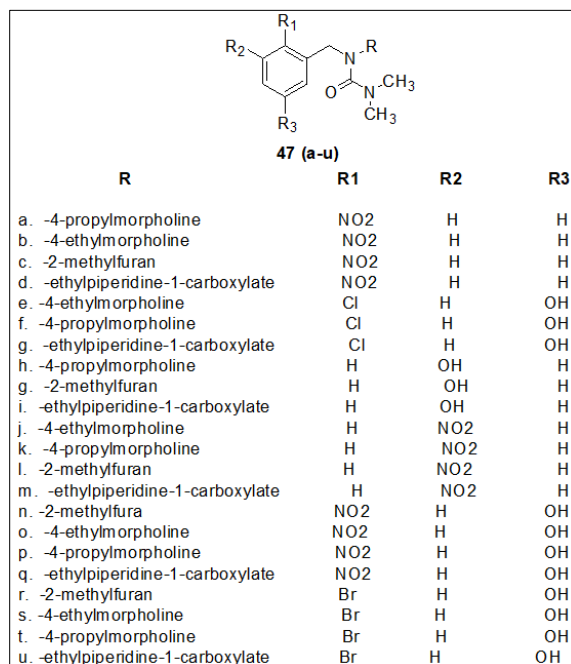 R1
R2
N
R
O
N
CH3
R3
CH3
47 (a-u)
R R1 R2 R3
a. -4-propylmorpholine NO2 H H
b. -4-ethylmorpholine NO2 H H
c. -2-methylfuran NO2 H H
d. -ethylpiperidine-1-carboxylate NO2 H H
e. -4-ethylmorpholine Cl H OH
f. -4-propylmorpholine Cl H OH
g. -ethylpiperidine-1-carboxylate Cl H OH
h. -4-propylmorpholine H OH H
g. -2-methylfuran H OH H
i. -ethylpiperidine-1-carboxylate H OH H
j. -4-ethylmorpholine H NO2 H
k. -4-propylmorpholine H NO2 H
l. -2-methylfuran H NO2 H
m. -ethylpiperidine-1-carboxylate H NO2 H
n. -2-methylfura NO2 H OH
o. -4-ethylmorpholine NO2 H OH
p. -4-propylmorpholine NO2 H OH
q. -ethylpiperidine-1-carboxylate NO2 H OH
r. -2-methylfuran Br H OH
s. -4-ethylmorpholine Br H OH
t. -4-propylmorpholine Br H OH
u. -ethylpiperidine-1-carboxylate Br H OH